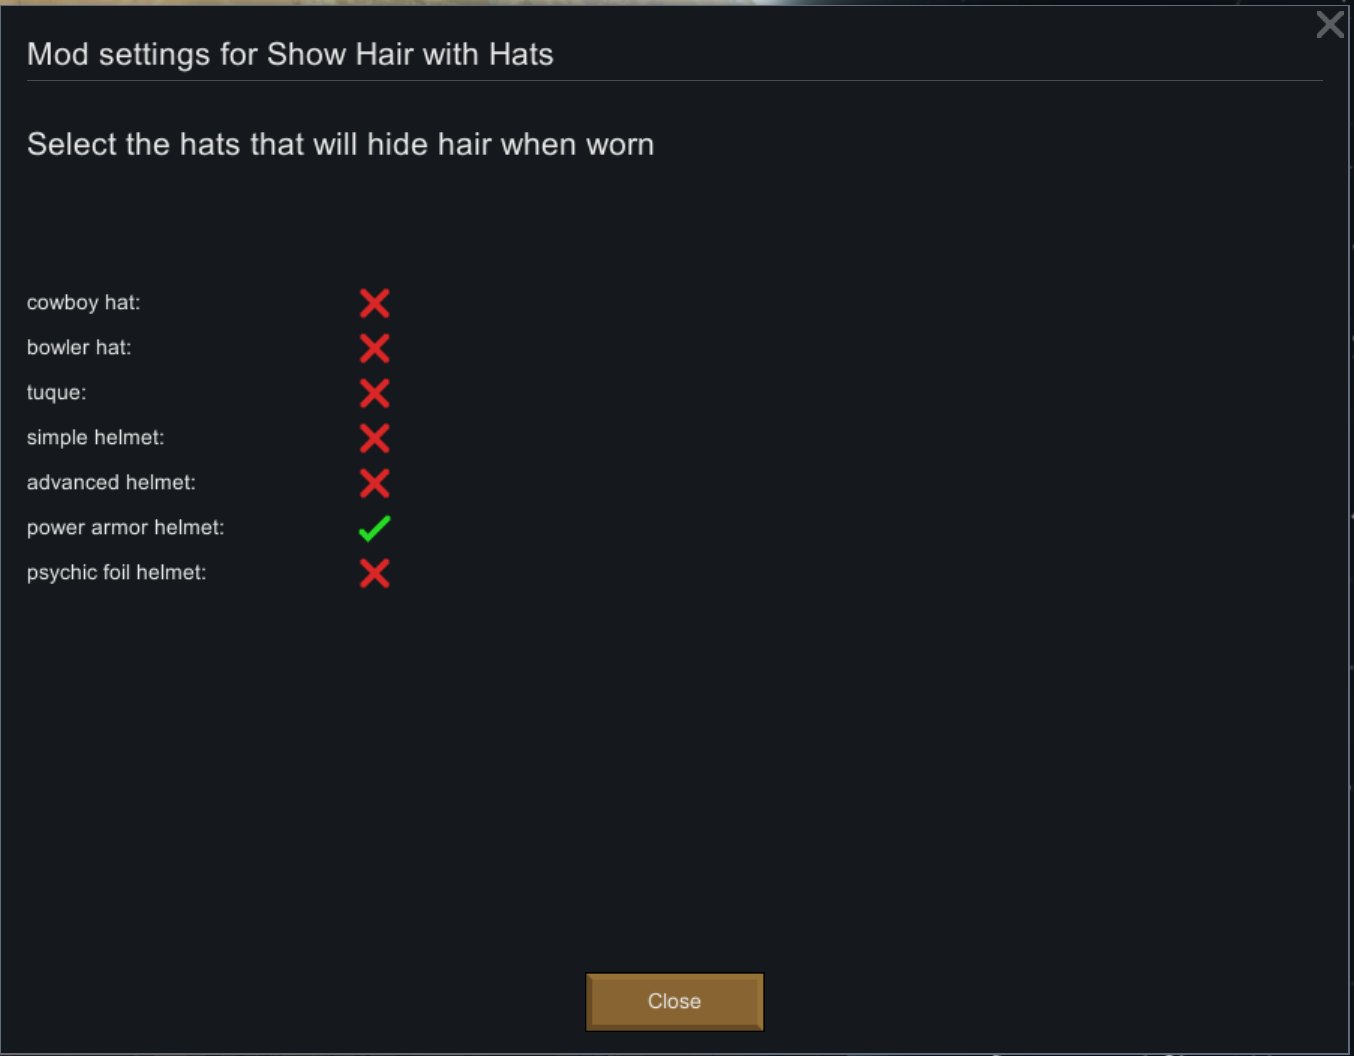 Mod settings for Show Hair with Hats
Select the hats that will hide hair when worn
cowboy hat:
bowler hat:
tuque:
simple helmet:
advanced helmet:
power armor helmet:
psychic foil helmet:
Close